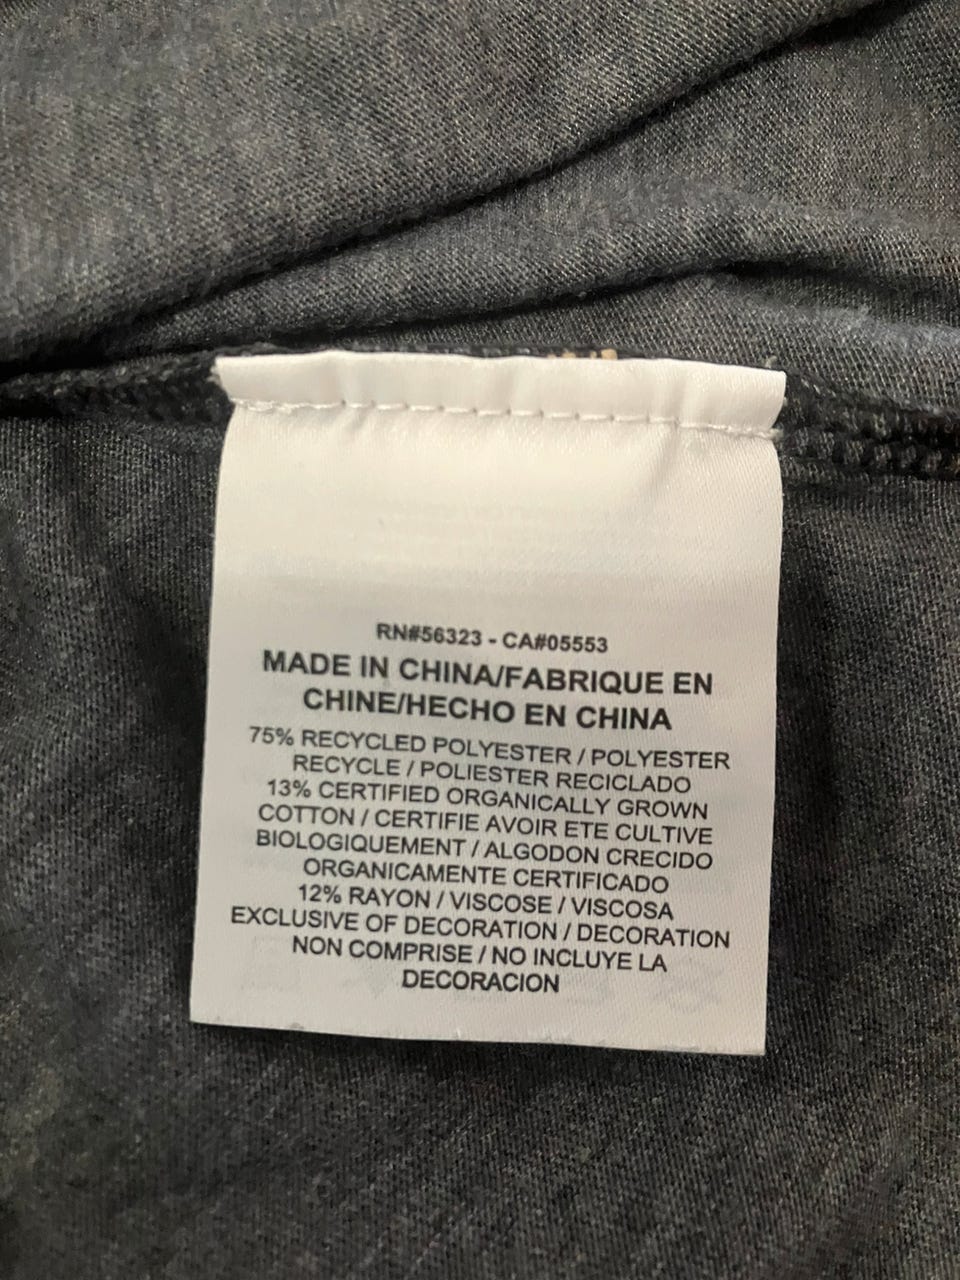 RN#56323 - CA#05553
MADE IN CHINA/FABRIQUE EN
CHINE/HECHO EN CHINA
75% RECYCLED POLYESTER / POLYESTER
RECYCLE / POLIESTER RECICLADO
13% CERTIFIED ORGANICALLY GROWN
COTTON / CERTIFIE AVOIR ETE CULTIVE
BIOLOGIQUEMENT / ALGODON CRECIDO
ORGANICAMENTE CERTIFICADO
12% RAYON / VISCOSE / VISCOSA
EXCLUSIVE OF DECORATION / DECORATION
NON COMPRISE / NO INCLUYE LA
DECORACION